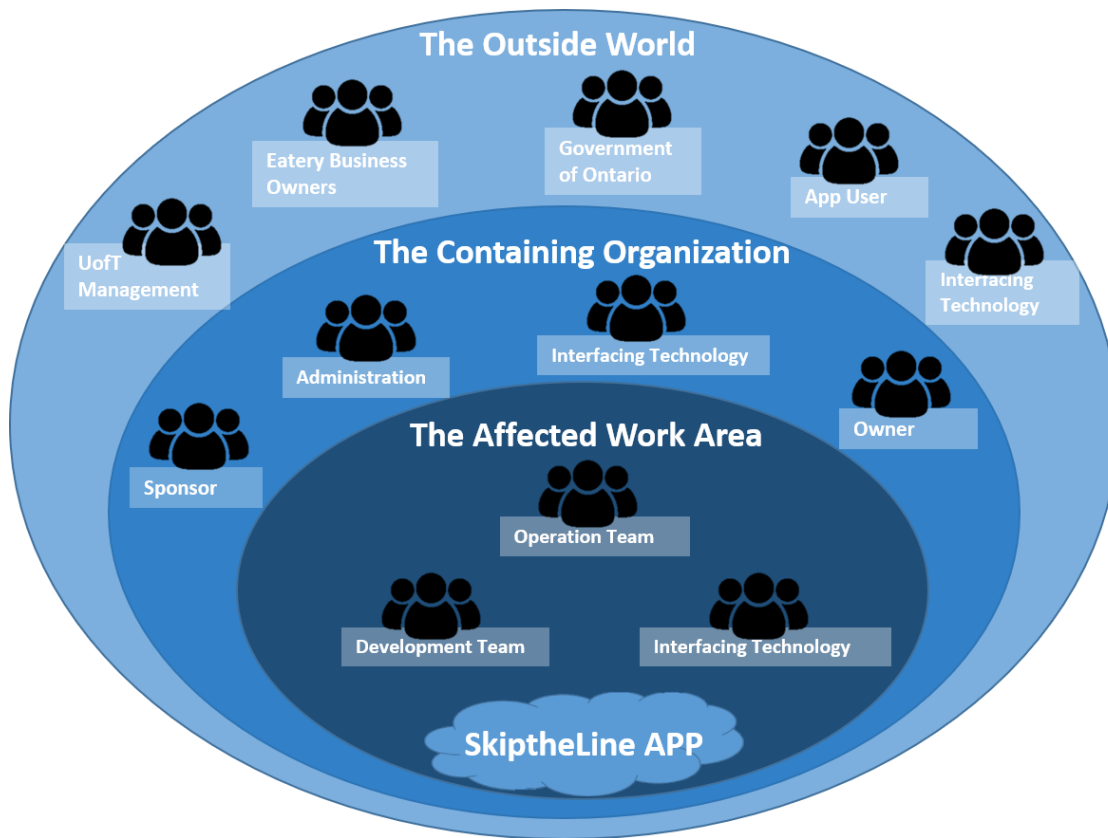 The Outside World
Eatery Business
Owners
Government
of Ontario
App User
UofT
Management
Interfacing
Technology
The Containing Organization
Administration
Interfacing Technology
Owner
Sponsor
The Affected Work Area
Operation Team
Development Team
Interfacing Technology
SkiptheLine APP